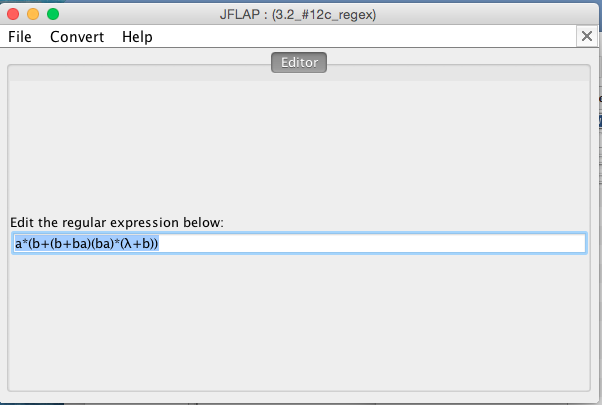 JFLAP : (3.2_#12c_regex)
File Convert Help
Editor
Edit the regular expression below:
a*(b+(b+ba)(ba)*(λ+b))